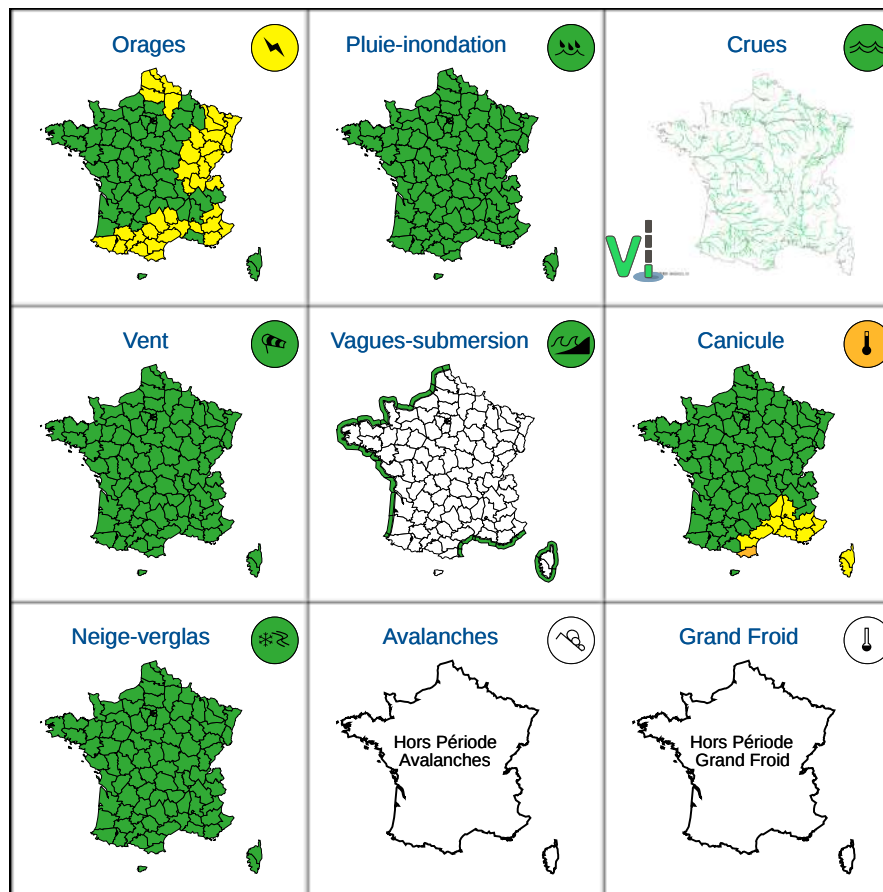 Orages
Pluie-inondation
Crues
Vent
Vagues-submersion
Canicule
Neige-verglas
Avalanches
Grand Froid
Hors Période
Avalanches
Hors Période
Grand Froid